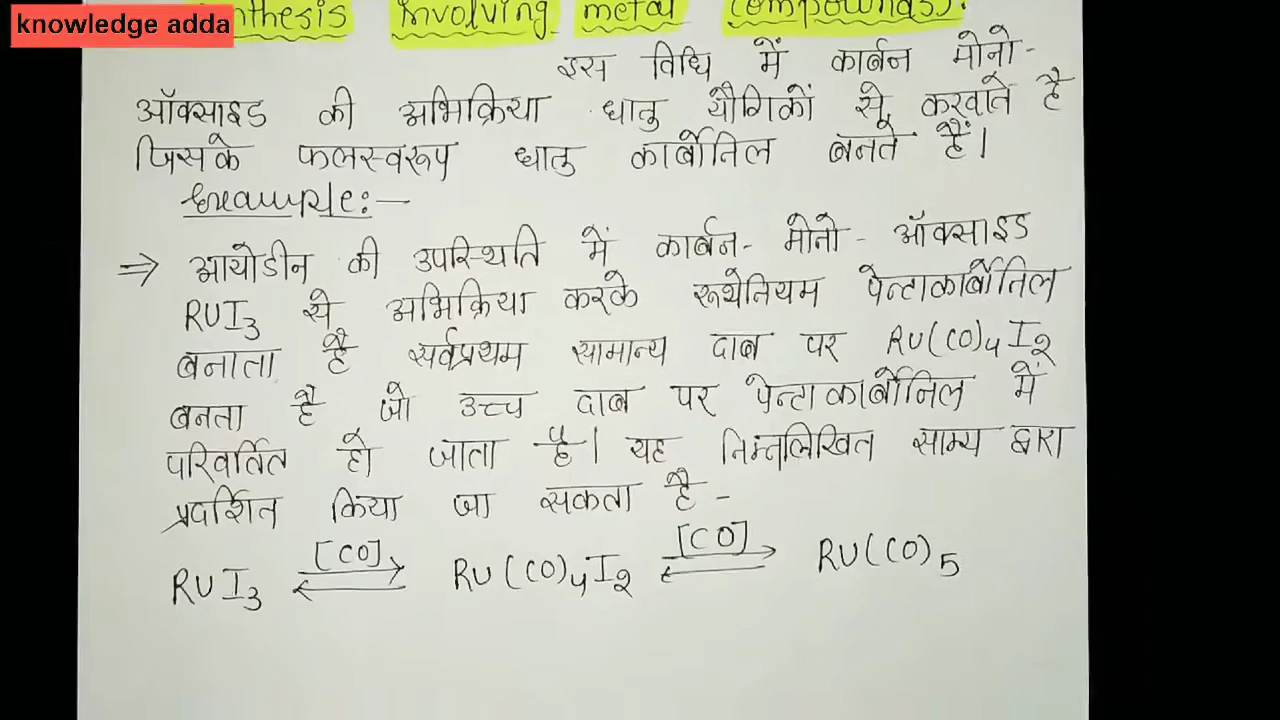 knowledge adda
involving metal
इस विधि में कार्बन मोनो-
ऑक्साइड की अभिक्रिया धातु यौगिकों से करवाते है
जिसके फलस्वरूप धातु कार्बोनिल बनते हैं।
Example:-
⇒ आयोडीन की उपस्थिति में कार्बन- मोनो - ऑक्साइड
RUI₃ से अभिक्रिया करके रूथेनियम पेन्टाकार्बोनिल
बनाता है सर्वप्रथम सामान्य दाब पर RU(CO)₄I₂
बनता है जो उच्च दाब पर पेन्टाकार्बोनिल में
परिवर्तित हो जाता है। यह निम्नलिखित साम्य द्वारा
प्रदर्शित किया जा सकता है -
RUI₃ ⇌ [CO] RU(CO)₄I₂ ⇌ [CO] RU(CO)₅